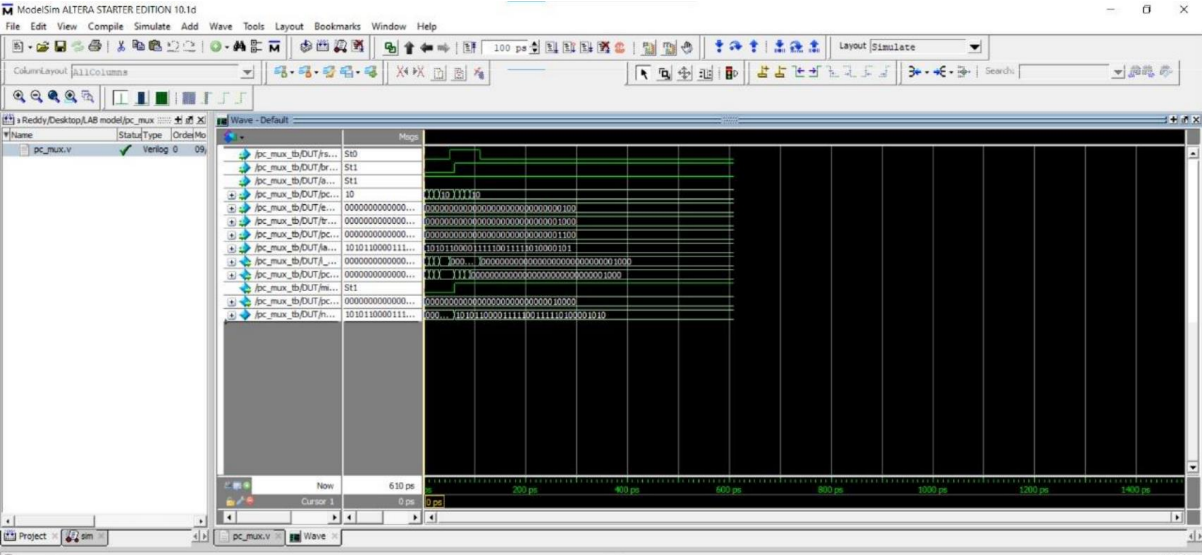 ModelSim ALTERA STARTER EDITION 10.1d
File Edit View Compile Simulate Add Wave Tools Layout Bookmarks Window Help
100 ps
Layout Simulate
ColumnLayout AllColumns
Search:
Reddy/Desktop/LAB model/pc_mux
Wave - Default
Name Status Type Order Mo
Msgs
pc_mux.v Verilog 0 09/
/pc_mux_tb/DUT/rs... St0
/pc_mux_tb/DUT/br... St1
/pc_mux_tb/DUT/a... St1
/pc_mux_tb/DUT/pc... 10 10 10
/pc_mux_tb/DUT/e... 0000000000000... 00000000000000000000000000000100
/pc_mux_tb/DUT/tr... 0000000000000... 00000000000000000000000000001000
/pc_mux_tb/DUT/pc... 0000000000000... 00000000000000000000000000001100
/pc_mux_tb/DUT/ia... 1010110000111... 1010110000111110011111010000101
/pc_mux_tb/DUT/i_... 0000000000000... 000... 00000000000000000000000000001000
/pc_mux_tb/DUT/pc... 0000000000000... 00000000000000000000000000001000
/pc_mux_tb/DUT/mi... St1
/pc_mux_tb/DUT/pc... 0000000000000... 00000000000000000000000000010000
/pc_mux_tb/DUT/n... 1010110000111... 000... 10101100001111100111110100001010
Now 610 ps 200 ps 400 ps 600 ps 800 ps 1000 ps 1200 ps 1400 ps
Cursor 1 0 ps 0 ps
Project sim pc_mux.v Wave